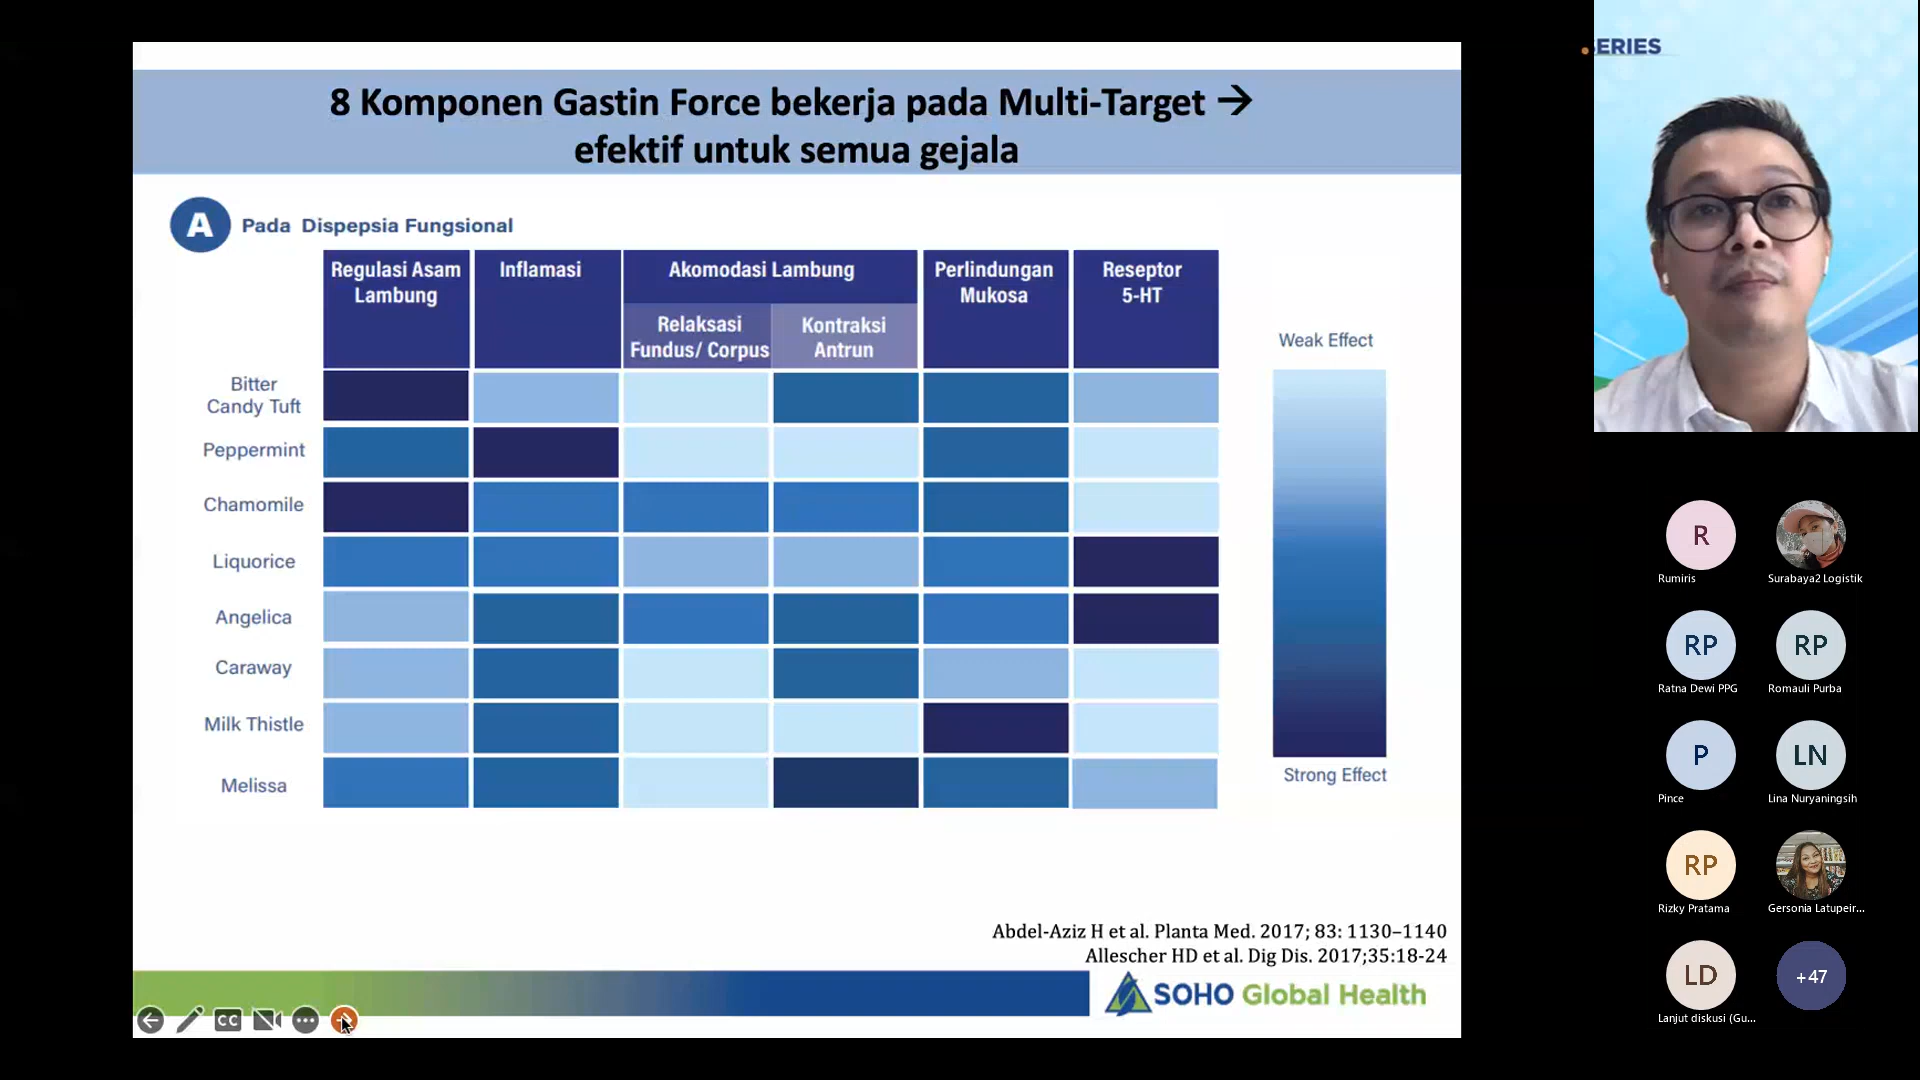 8 Komponen Gastin Force bekerja pada Multi-Target →
efektif untuk semua gejala
A Pada Dispepsia Fungsional
Regulasi Asam
Lambung
Inflamasi
Akomodasi Lambung
Relaksasi
Fundus/ Corpus
Kontraksi
Antrun
Perlindungan
Mukosa
Reseptor
5-HT
Bitter
Candy Tuft
Peppermint
Chamomile
Liquorice
Angelica
Caraway
Milk Thistle
Melissa
Weak Effect
Strong Effect
Abdel-Aziz H et al. Planta Med. 2017; 83: 1130–1140
Allescher HD et al. Dig Dis. 2017;35:18-24
SOHO Global Health
CC
ERIES
R
Rumiris
Surabaya2 Logistik
RP
Ratna Dewi PPG
RP
Romauli Purba
P
Pince
LN
Lina Nuryaningsih
RP
Rizky Pratama
Gersonia Latupeir...
LD
Lanjut diskusi (Gu...
+47